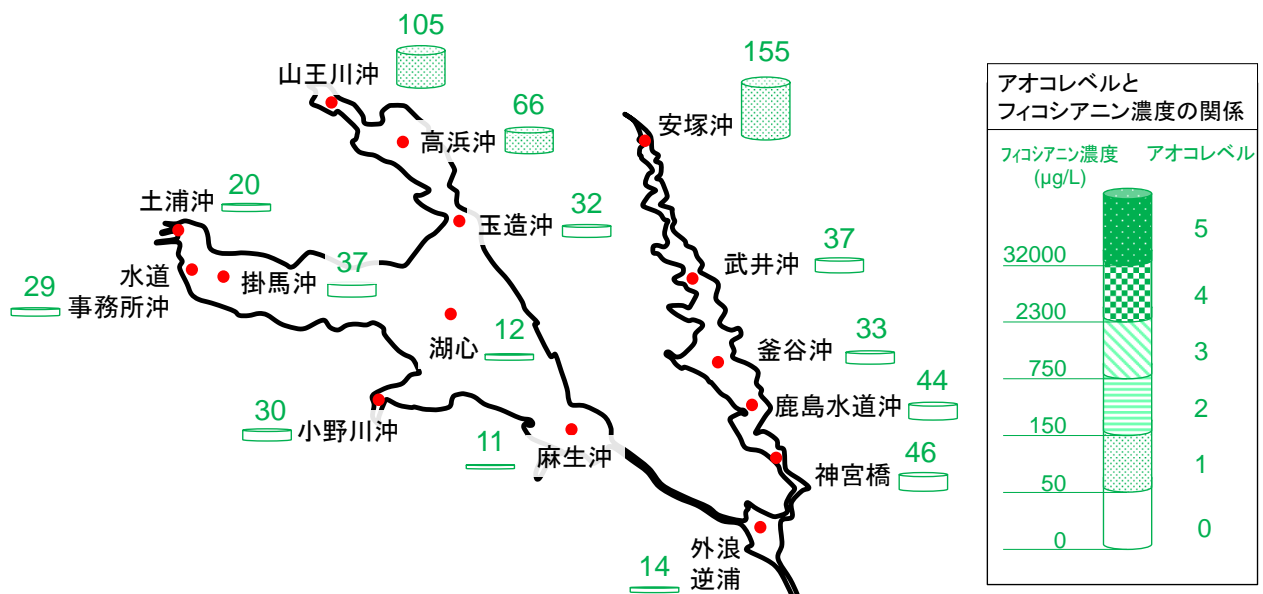 105
山王川沖
155
66
高浜沖
安塚沖
20
土浦沖
32
玉造沖
37
武井沖
29
水道
事務所沖
37
掛馬沖
12
湖心
33
釜谷沖
44
鹿島水道沖
30
小野川沖
11
麻生沖
46
神宮橋
14
外浪
逆浦
アオコレベルと
フィコシアニン濃度の関係
フィコシアニン濃度
(μg/L)
アオコレベル
5
32000
4
2300
3
750
2
150
1
50
0
0